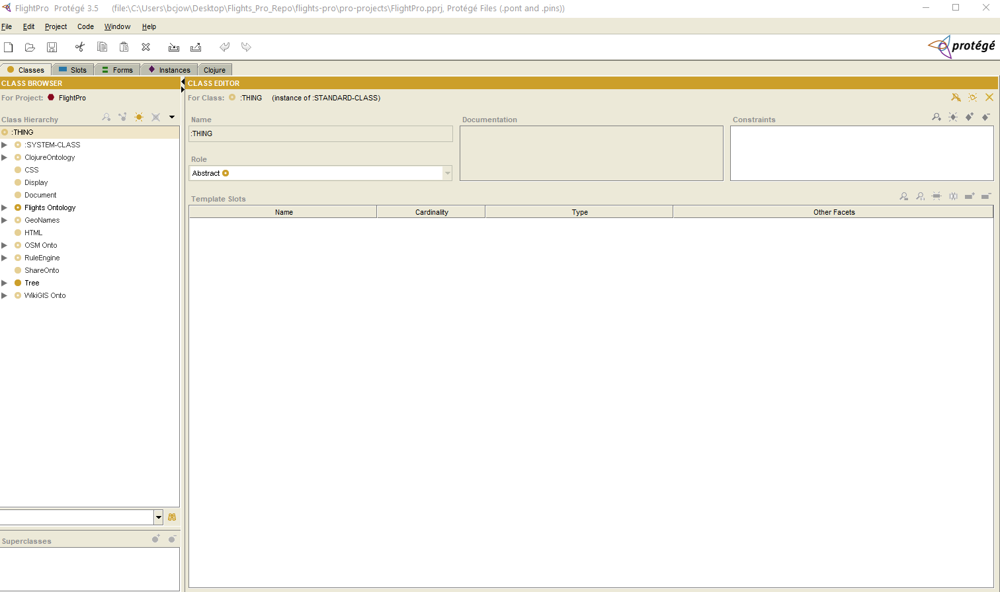 FlightPro Protégé 3.5 (file:\C:\Users\bcjow\Desktop\Flights_Pro_Repo\flights-pro\pro-projects\FlightPro.pprj, Protégé Files (.pont and .pins))
File Edit Project Code Window Help
protégé
Classes Slots Forms Instances Clojure
CLASS BROWSER
For Project: FlightPro
Class Hierarchy
:THING
:SYSTEM-CLASS
ClojureOntology
CSS
Display
Document
Flights Ontology
GeoNames
HTML
OSM Onto
RuleEngine
ShareOnto
Tree
WikiGIS Onto
Superclasses
CLASS EDITOR
For Class: :THING (instance of :STANDARD-CLASS)
Name
:THING
Role
Abstract
Documentation
Constraints
Template Slots
Name Cardinality Type Other Facets